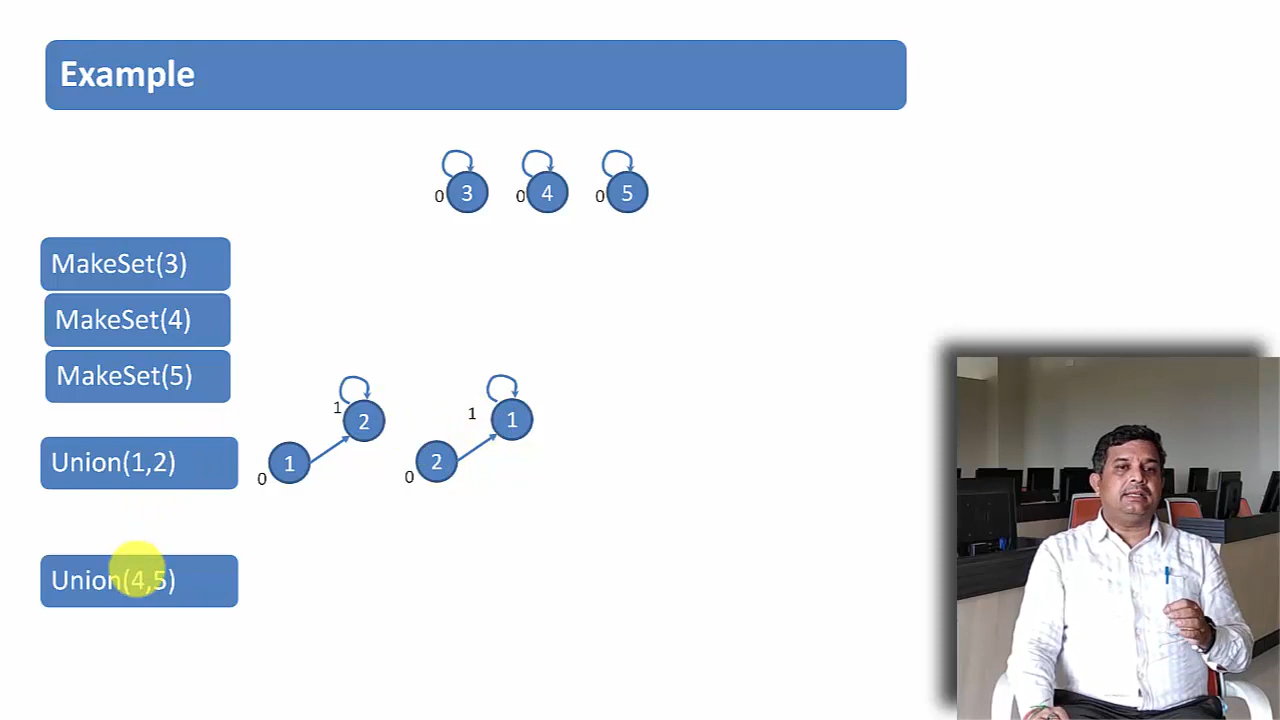 Example
0 3 0 4 0 5
MakeSet(3)
MakeSet(4)
MakeSet(5)
1 2 1 1
Union(1,2) 0 1 0 2
Union(4,5)